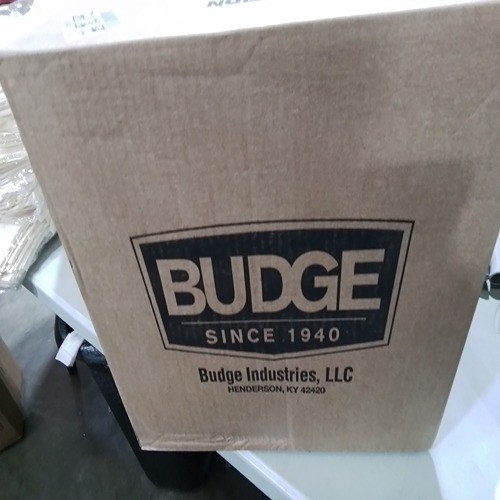 BUDGE
SINCE 1940
Budge Industries, LLC
HENDERSON, KY 42420